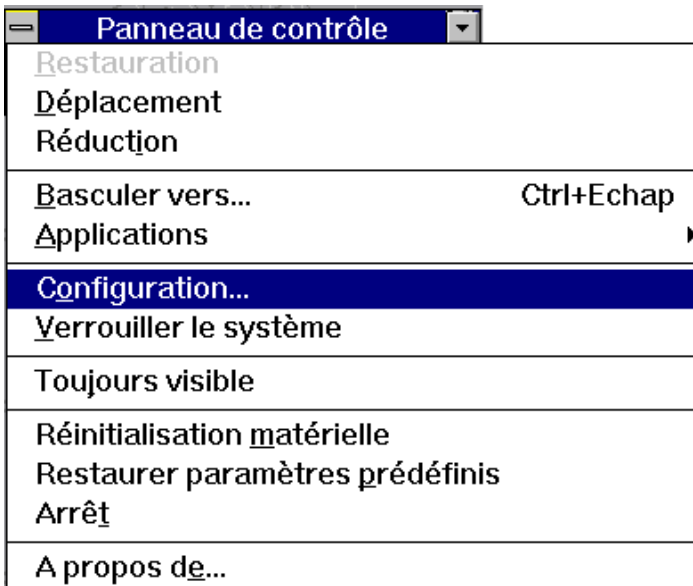 Panneau de contrôle
Restauration
Déplacement
Réduction
Basculer vers... Ctrl+Echap
Applications
Configuration...
Verrouiller le système
Toujours visible
Réinitialisation matérielle
Restaurer paramètres prédéfinis
Arrêt
A propos de...